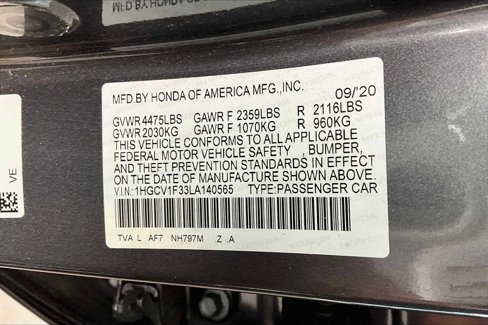 MFD.BY HONDA OF AMERICA MFG.,INC. 09/'20
GVWR 4475LBS GAWR F 2359LBS R 2116LBS
GVWR 2030KG GAWR F 1070KG R 960KG
THIS VEHICLE CONFORMS TO ALL APPLICABLE
FEDERAL MOTOR VEHICLE SAFETY BUMPER,
AND THEFT PREVENTION STANDARDS IN EFFECT
ON THE DATE OF MANUFACTURE SHOWN ABOVE.
V.I.N.:1HGCV1F33LA140565 TYPE:PASSENGER CAR
TVA L AF7 NH797M .Z .A
VE